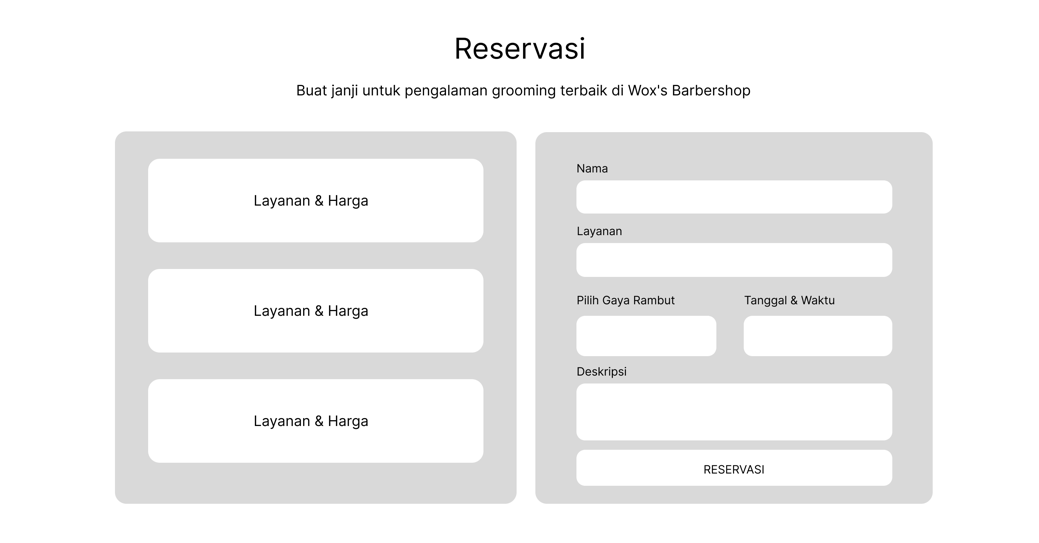 Reservasi
Buat janji untuk pengalaman grooming terbaik di Wox's Barbershop
Layanan & Harga
Layanan & Harga
Layanan & Harga
Nama
Layanan
Pilih Gaya Rambut
Tanggal & Waktu
Deskripsi
RESERVASI